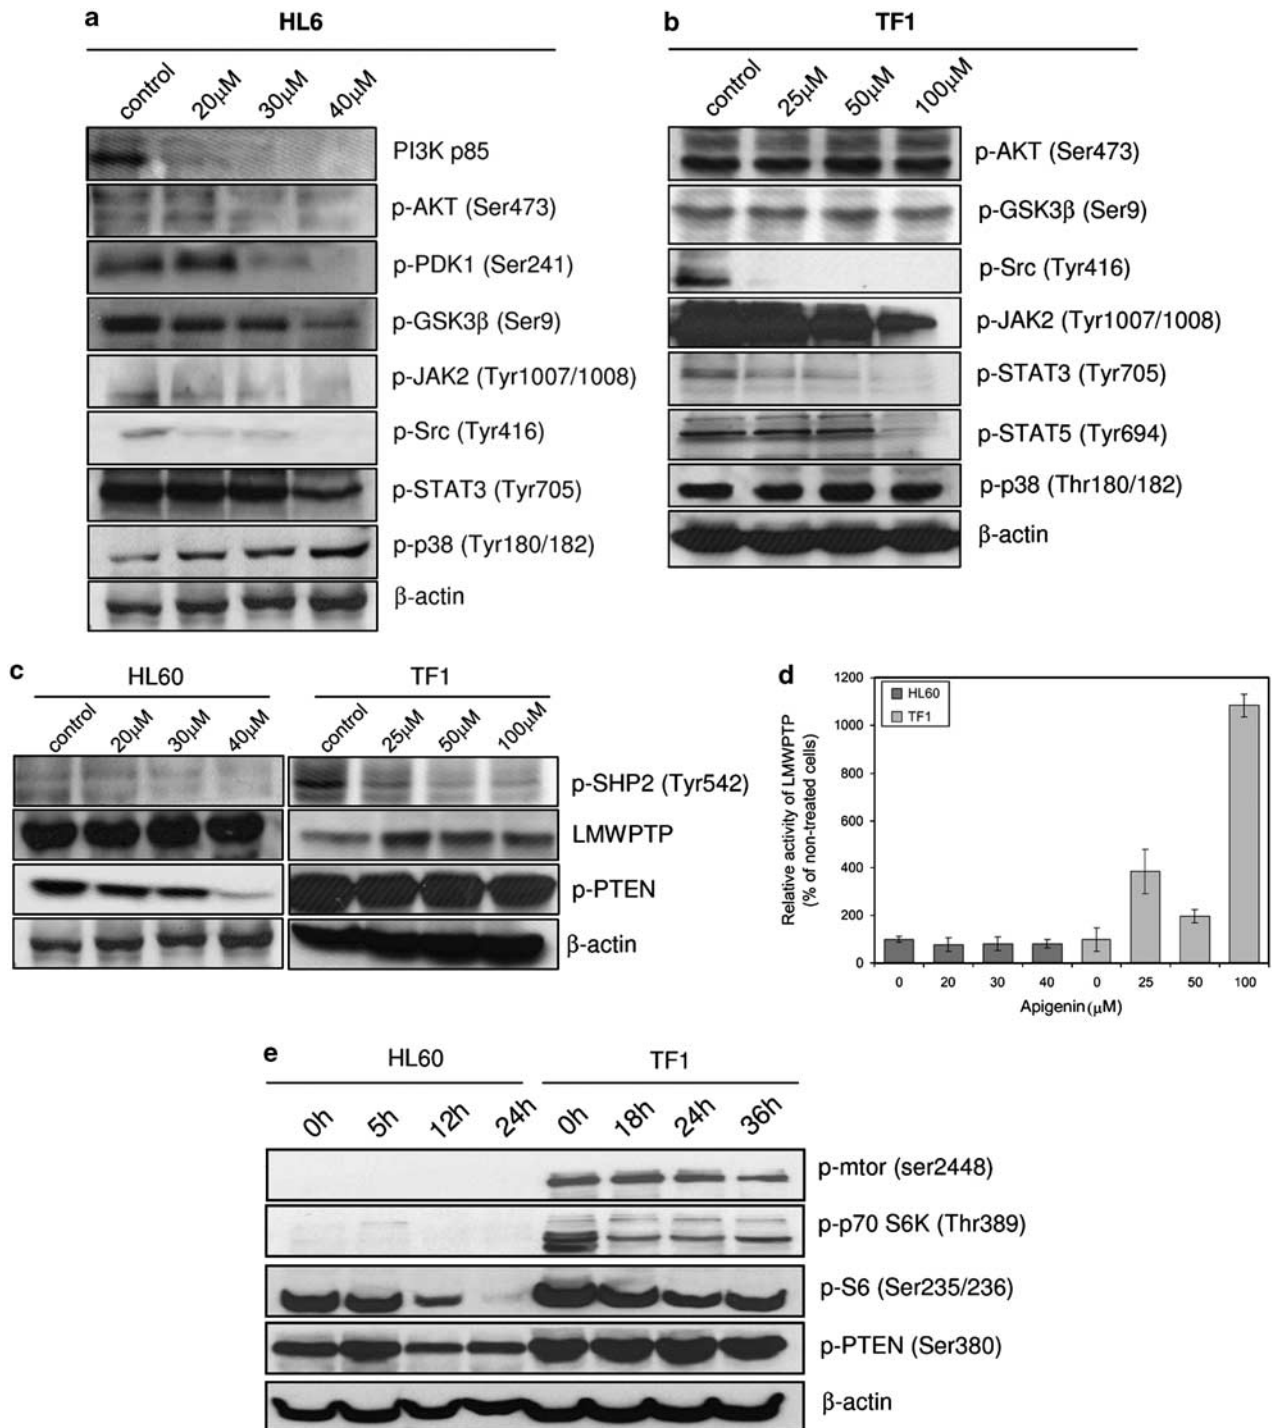 a
HL6
control 20μM 30μM 40μM
PI3K p85
p-AKT (Ser473)
p-PDK1 (Ser241)
p-GSK3β (Ser9)
p-JAK2 (Tyr1007/1008)
p-Src (Tyr416)
p-STAT3 (Tyr705)
p-p38 (Tyr180/182)
β-actin
b
TF1
control 25μM 50μM 100μM
p-AKT (Ser473)
p-GSK3β (Ser9)
p-Src (Tyr416)
p-JAK2 (Tyr1007/1008)
p-STAT3 (Tyr705)
p-STAT5 (Tyr694)
p-p38 (Thr180/182)
β-actin
c
HL60 TF1
control 20μM 30μM 40μM control 25μM 50μM 100μM
p-SHP2 (Tyr542)
LMWPTP
p-PTEN
β-actin
d
Relative activity of LMWPTP
(% of non-treated cells)
1200
1000
800
600
400
200
0
HL60
TF1
0 20 30 40 0 25 50 100
Apigenin (μM)
e
HL60 TF1
0h 5h 12h 24h 0h 18h 24h 36h
p-mtor (ser2448)
p-p70 S6K (Thr389)
p-S6 (Ser235/236)
p-PTEN (Ser380)
β-actin